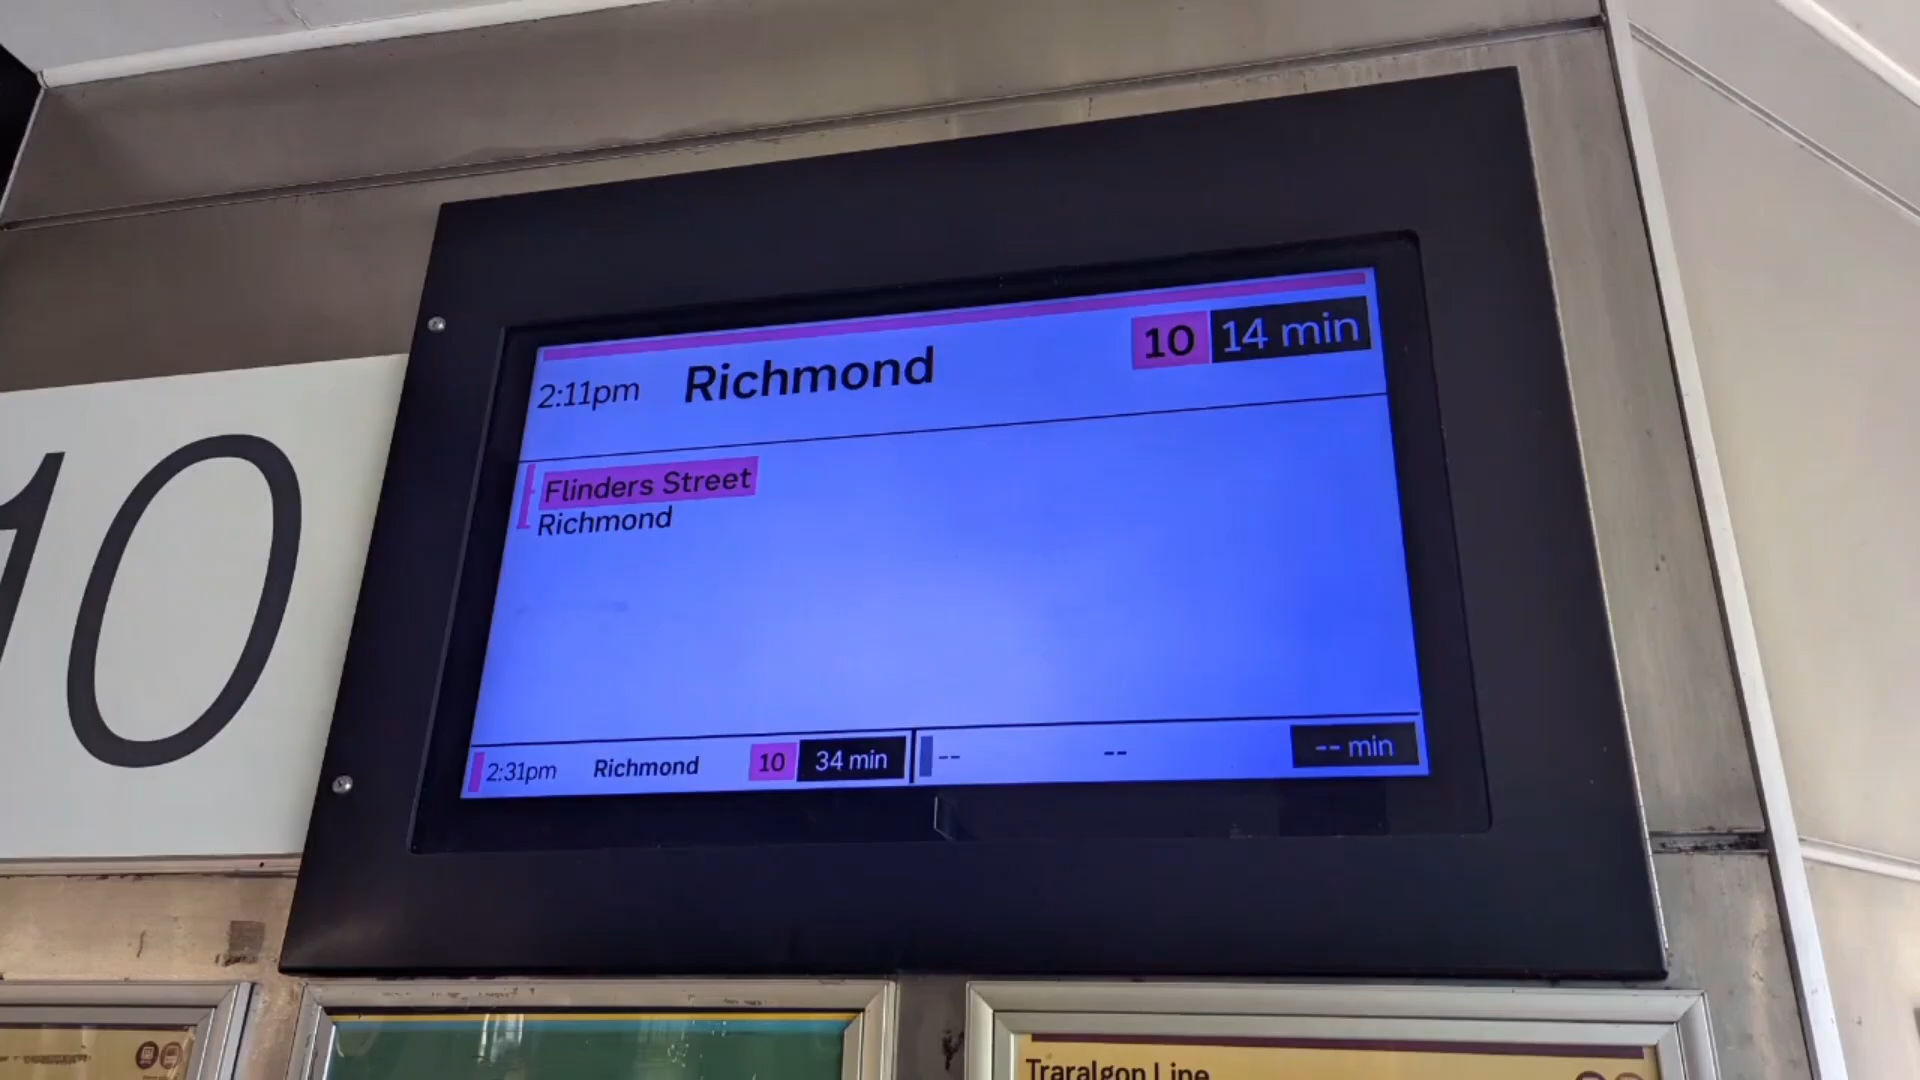 10
2:11pm Richmond 10 14 min
Flinders Street
Richmond
2:31pm Richmond 10 34 min -- -- -- min
Traralgon Line